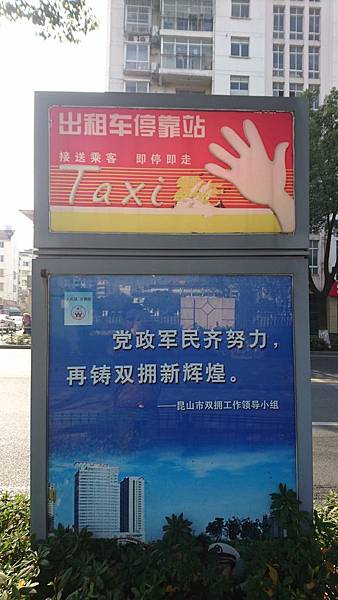 出租车停靠站
接送乘客 即停即走
Taxi
党政军民齐努力，
再铸双拥新辉煌。
——昆山市双拥工作领导小组